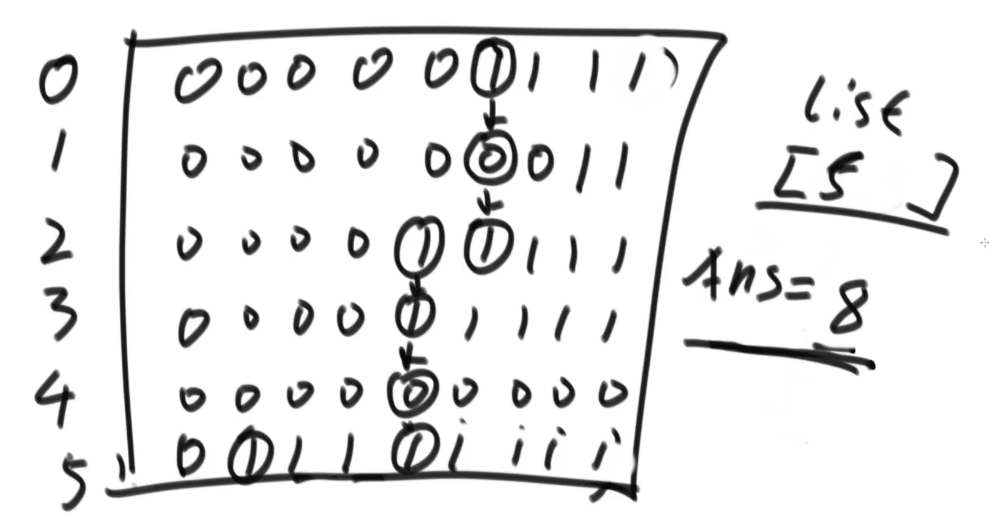 0 0 0 0 0 0 1 1 1 1
list
1 0 0 0 0 0 0 0 1 1
[5 ]
2 0 0 0 0 1 1 1 1 1
Ans = 8
3 0 0 0 0 1 1 1 1 1
4 0 0 0 0 0 0 0 0 0
5 0 1 1 1 1 1 1 1 1